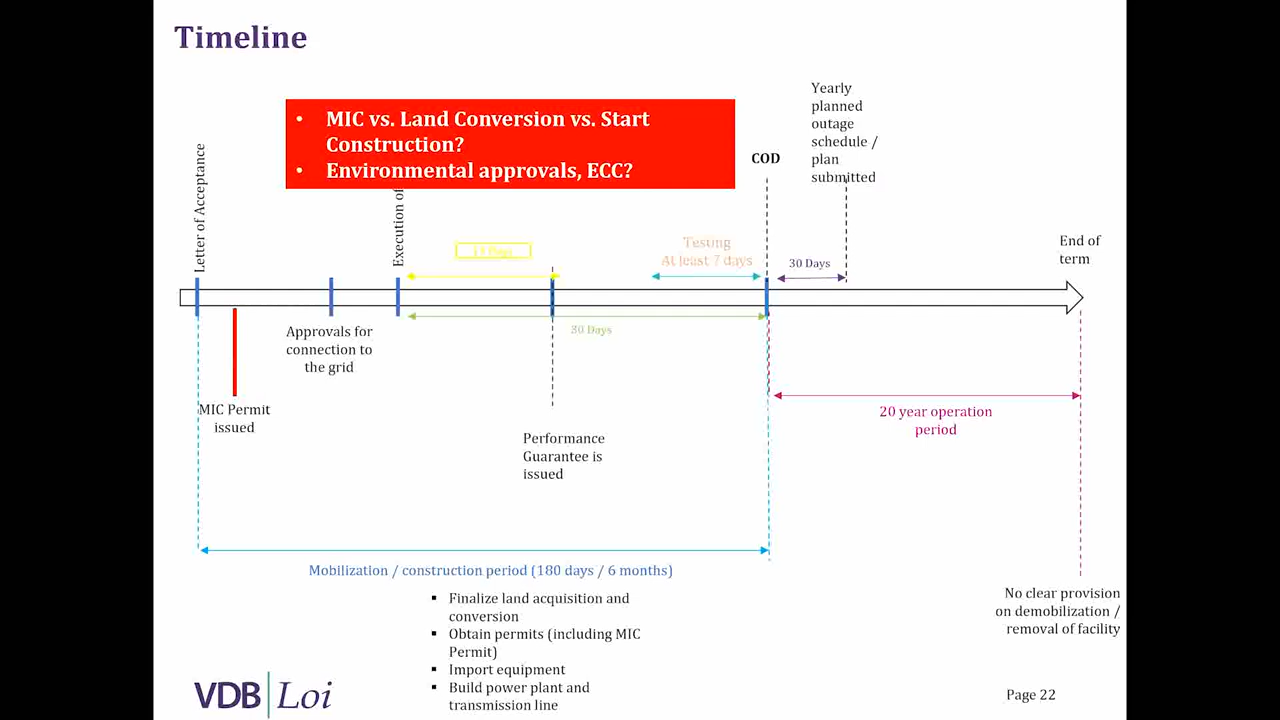 Timeline
• MIC vs. Land Conversion vs. Start
Construction?
• Environmental approvals, ECC?
Yearly
planned
outage
schedule /
plan
submitted
COD
Letter of Acceptance
Execution of
Testing
At least 7 days
30 Days
End of
term
30 Days
Approvals for
connection to
the grid
MIC Permit
issued
20 year operation
period
Performance
Guarantee is
issued
Mobilization / construction period (180 days / 6 months)
▪ Finalize land acquisition and
conversion
▪ Obtain permits (including MIC
Permit)
▪ Import equipment
▪ Build power plant and
transmission line
No clear provision
on demobilization /
removal of facility
VDB Loi
Page 22